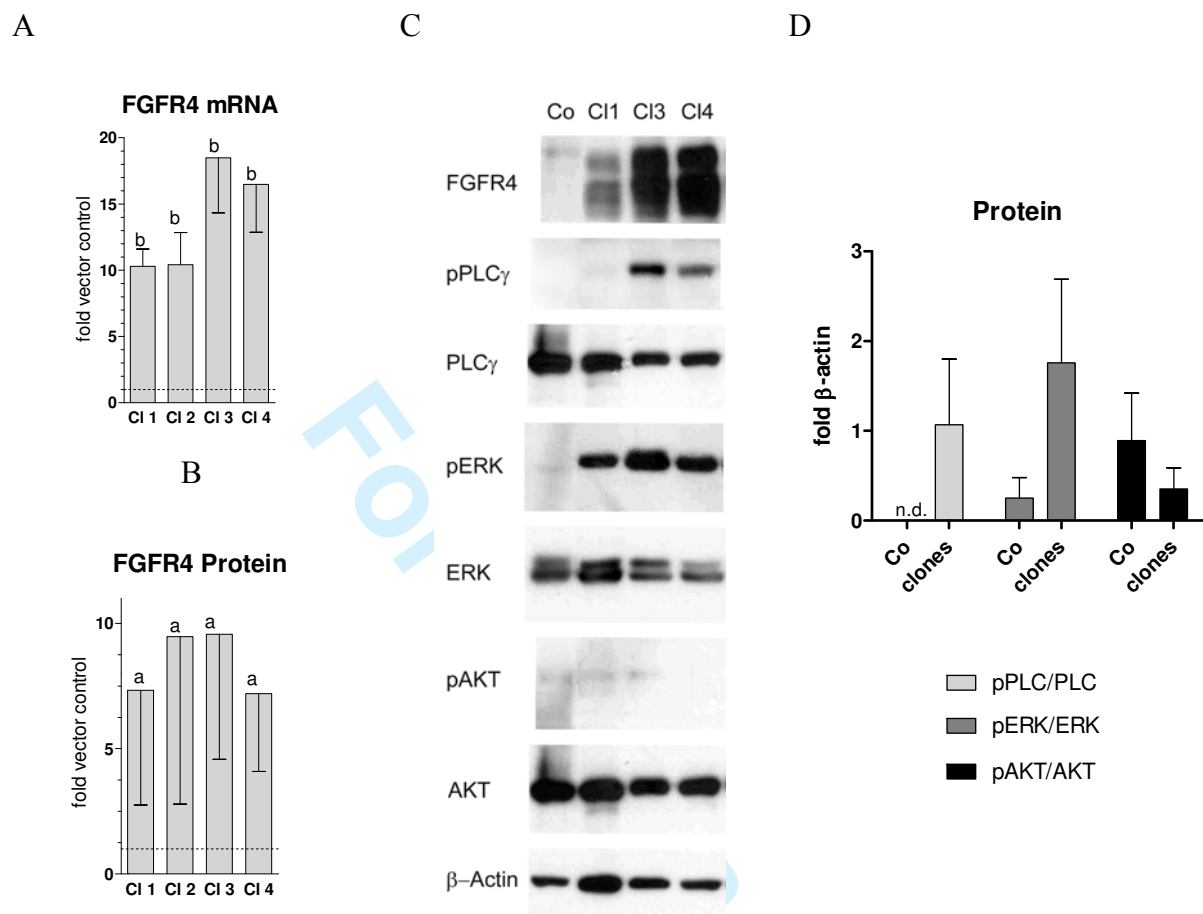 A
FGFR4 mRNA
fold vector control
20
15
10
5
0
b
b
b
b
Cl 1 Cl 2 Cl 3 Cl 4
B
FGFR4 Protein
fold vector control
10
5
0
a
a
a
a
Cl 1 Cl 2 Cl 3 Cl 4
C
Co Cl1 Cl3 Cl4
FGFR4
pPLCγ
PLCγ
pERK
ERK
pAKT
AKT
β–Actin
D
Protein
fold β-actin
3
2
1
0
n.d.
Co clones Co clones Co clones
pPLC/PLC
pERK/ERK
pAKT/AKT
For